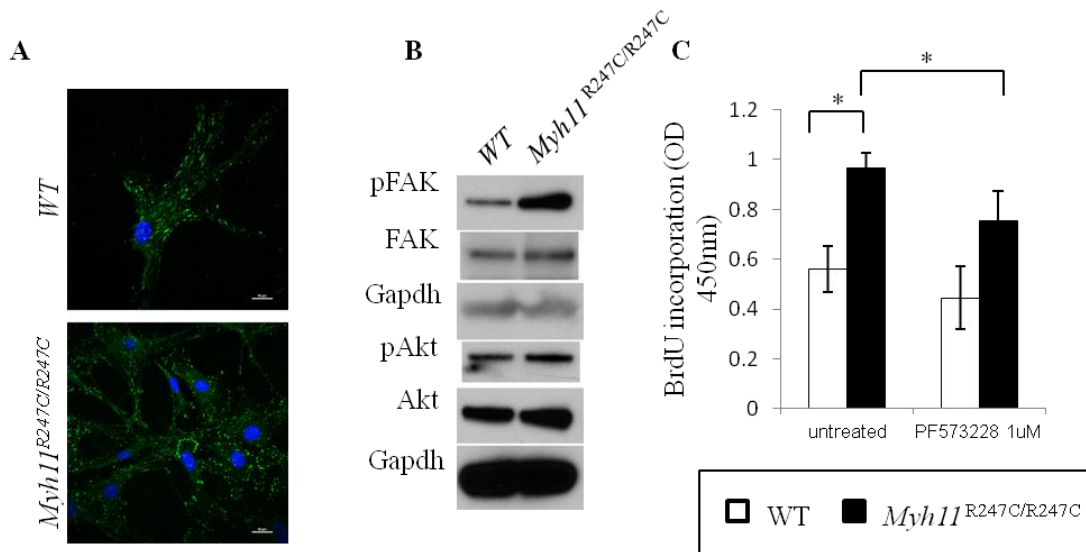 A
B
C
WT
Myh11R247C/R247C
WT
Myh11R247C/R247C
pFAK
FAK
Gapdh
pAkt
Akt
Gapdh
*
*
BrdU incorporation (OD
450nm)
1.2
1
0.8
0.6
0.4
0.2
0
untreated
PF573228 1uM
WT
Myh11R247C/R247C